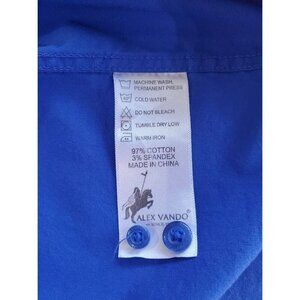 MACHINE WASH,
PERMANENT PRESS
COLD WATER
DO NOT BLEACH
TUMBLE DRY LOW
WARM IRON
97% COTTON
3% SPANDEX
MADE IN CHINA
ALEX VANDO